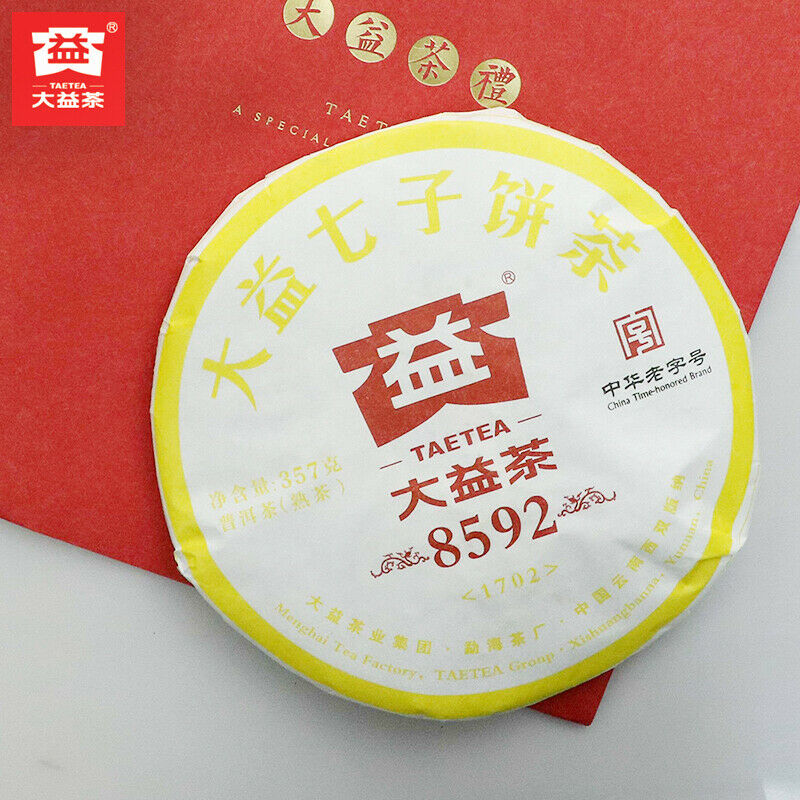 益®
TAETEA
大益茶
大益茶禮
TAET
A SPECIAL
大益七子饼茶
益®
TAETEA
大益茶
8592
<1702>
中华老字号
China Time-honored Brand
净含量:357克
普洱茶(熟茶)
大益茶业集团·勐海茶厂·中国云南西双版纳
Menghai Tea Factory, TAETEA Group · Xishuangbanna, Yunnan, China